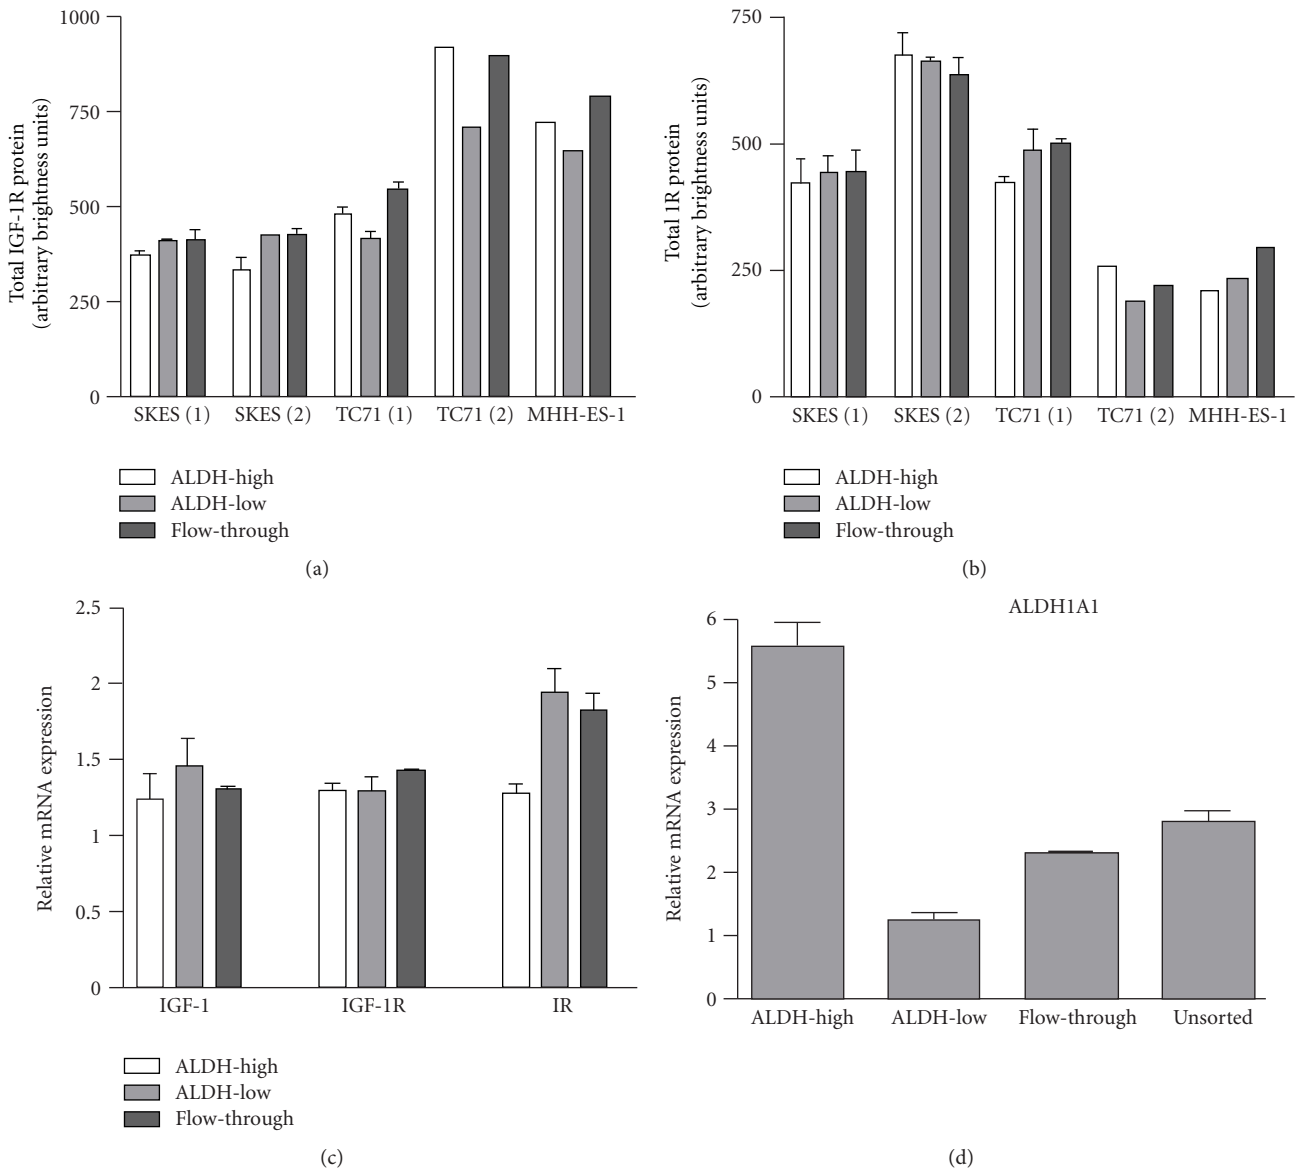 Total IGF-1R protein
(arbitrary brightness units)
1000
750
500
250
0
SKES (1) SKES (2) TC71 (1) TC71 (2) MHH-ES-1
ALDH-high
ALDH-low
Flow-through
(a)
Total 1R protein
(arbitrary brightness units)
750
500
250
0
SKES (1) SKES (2) TC71 (1) TC71 (2) MHH-ES-1
ALDH-high
ALDH-low
Flow-through
(b)
Relative mRNA expression
2.5
2
1.5
1
0.5
0
IGF-1 IGF-1R IR
ALDH-high
ALDH-low
Flow-through
(c)
ALDH1A1
Relative mRNA expression
6
5
4
3
2
1
0
ALDH-high ALDH-low Flow-through Unsorted
(d)